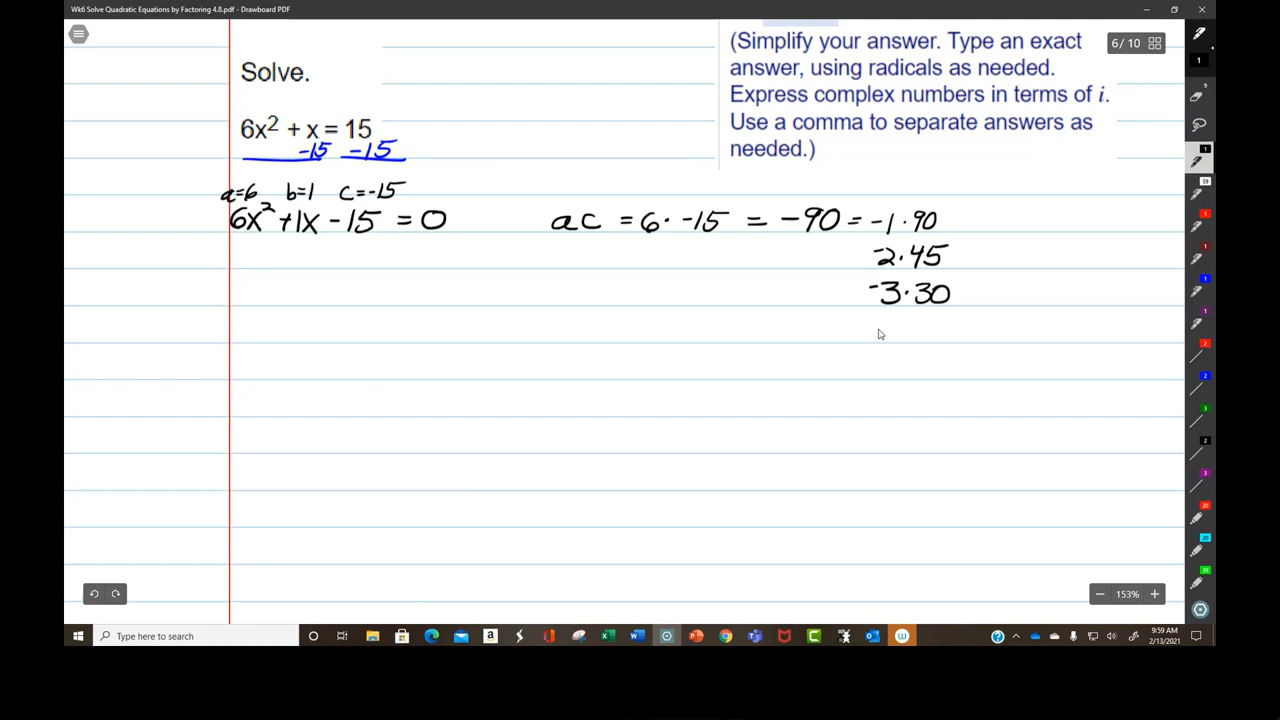 Wk6 Solve Quadratic Equations by Factoring 4.8.pdf - Drawboard PDF
6 / 10
(Simplify your answer. Type an exact
answer, using radicals as needed.
Express complex numbers in terms of i.
Use a comma to separate answers as
needed.)
Solve.
6x² + x = 15
-15 -15
a=6 b=1 c=-15
6x² +1x - 15 = 0
ac = 6 · -15 = -90 = -1 · 90
-2 · 45
-3 · 30
153%
Type here to search
9:59 AM
2/13/2021